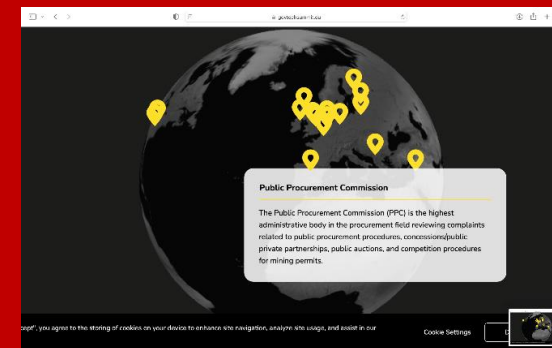 govtechsummit.eu
Public Procurement Commission
The Public Procurement Commission (PPC) is the highest
administrative body in the procurement field reviewing complaints
related to public procurement procedures, concessions/public
private partnerships, public auctions, and competition procedures
for mining permits.
cept", you agree to the storing of cookies on your device to enhance site navigation, analyze site usage, and assist in our
Cookie Settings